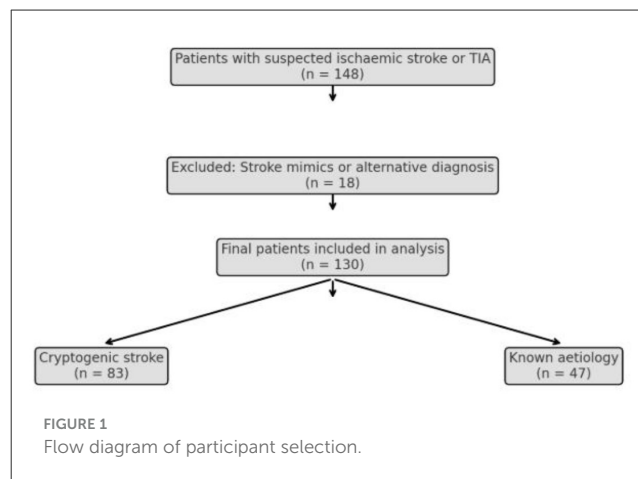 Patients with suspected ischaemic stroke or TIA
(n = 148)
Excluded: Stroke mimics or alternative diagnosis
(n = 18)
Final patients included in analysis
(n = 130)
Cryptogenic stroke
(n = 83)
Known aetiology
(n = 47)
FIGURE 1
Flow diagram of participant selection.